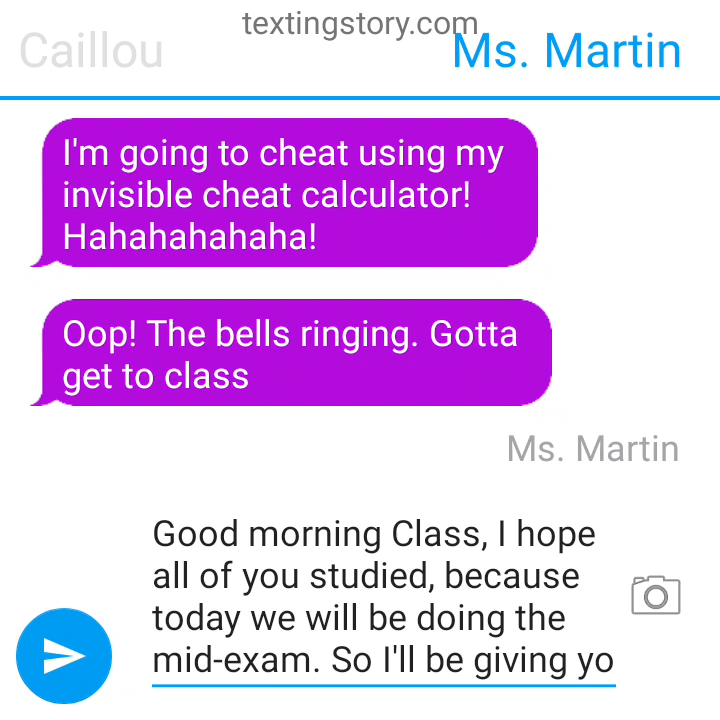 textingstory.com
Caillou
Ms. Martin
I'm going to cheat using my
invisible cheat calculator!
Hahahahahaha!
Oop! The bells ringing. Gotta
get to class
Ms. Martin
Good morning Class, I hope
all of you studied, because
today we will be doing the
mid-exam. So I'll be giving yo